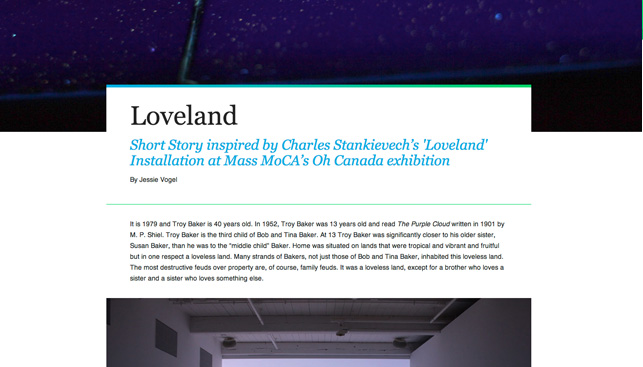 Loveland
Short Story inspired by Charles Stankievech’s 'Loveland'
Installation at Mass MoCA’s Oh Canada exhibition
By Jessie Vogel
It is 1979 and Troy Baker is 40 years old. In 1952, Troy Baker was 13 years old and read The Purple Cloud written in 1901 by
M. P. Shiel. Troy Baker is the third child of Bob and Tina Baker. At 13 Troy Baker was significantly closer to his older sister,
Susan Baker, than he was to the “middle child” Baker. Home was situated on lands that were tropical and vibrant and fruitful
but in one respect a loveless land. Many strands of Bakers, not just those of Bob and Tina Baker, inhabited this loveless land.
The most destructive feuds over property are, of course, family feuds. It was a loveless land, except for a brother who loves a
sister and a sister who loves something else.